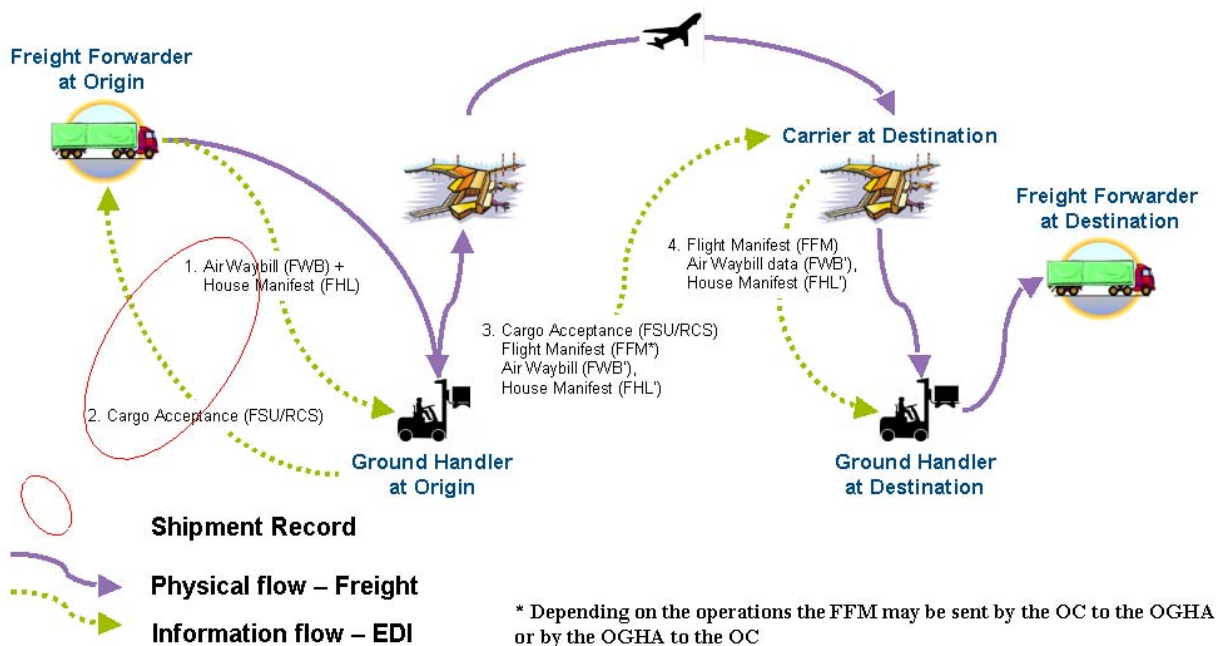 Freight Forwarder
at Origin
Carrier at Destination
Freight Forwarder
at Destination
1. Air Waybill (FWB) +
House Manifest (FHL)
4. Flight Manifest (FFM)
Air Waybill data (FWB'),
House Manifest (FHL')
3. Cargo Acceptance (FSU/RCS)
Flight Manifest (FFM*)
Air Waybill (FWB'),
House Manifest (FHL')
2. Cargo Acceptance (FSU/RCS)
Ground Handler
at Origin
Ground Handler
at Destination
Shipment Record
Physical flow – Freight
Information flow – EDI
* Depending on the operations the FFM may be sent by the OC to the OGHA
or by the OGHA to the OC